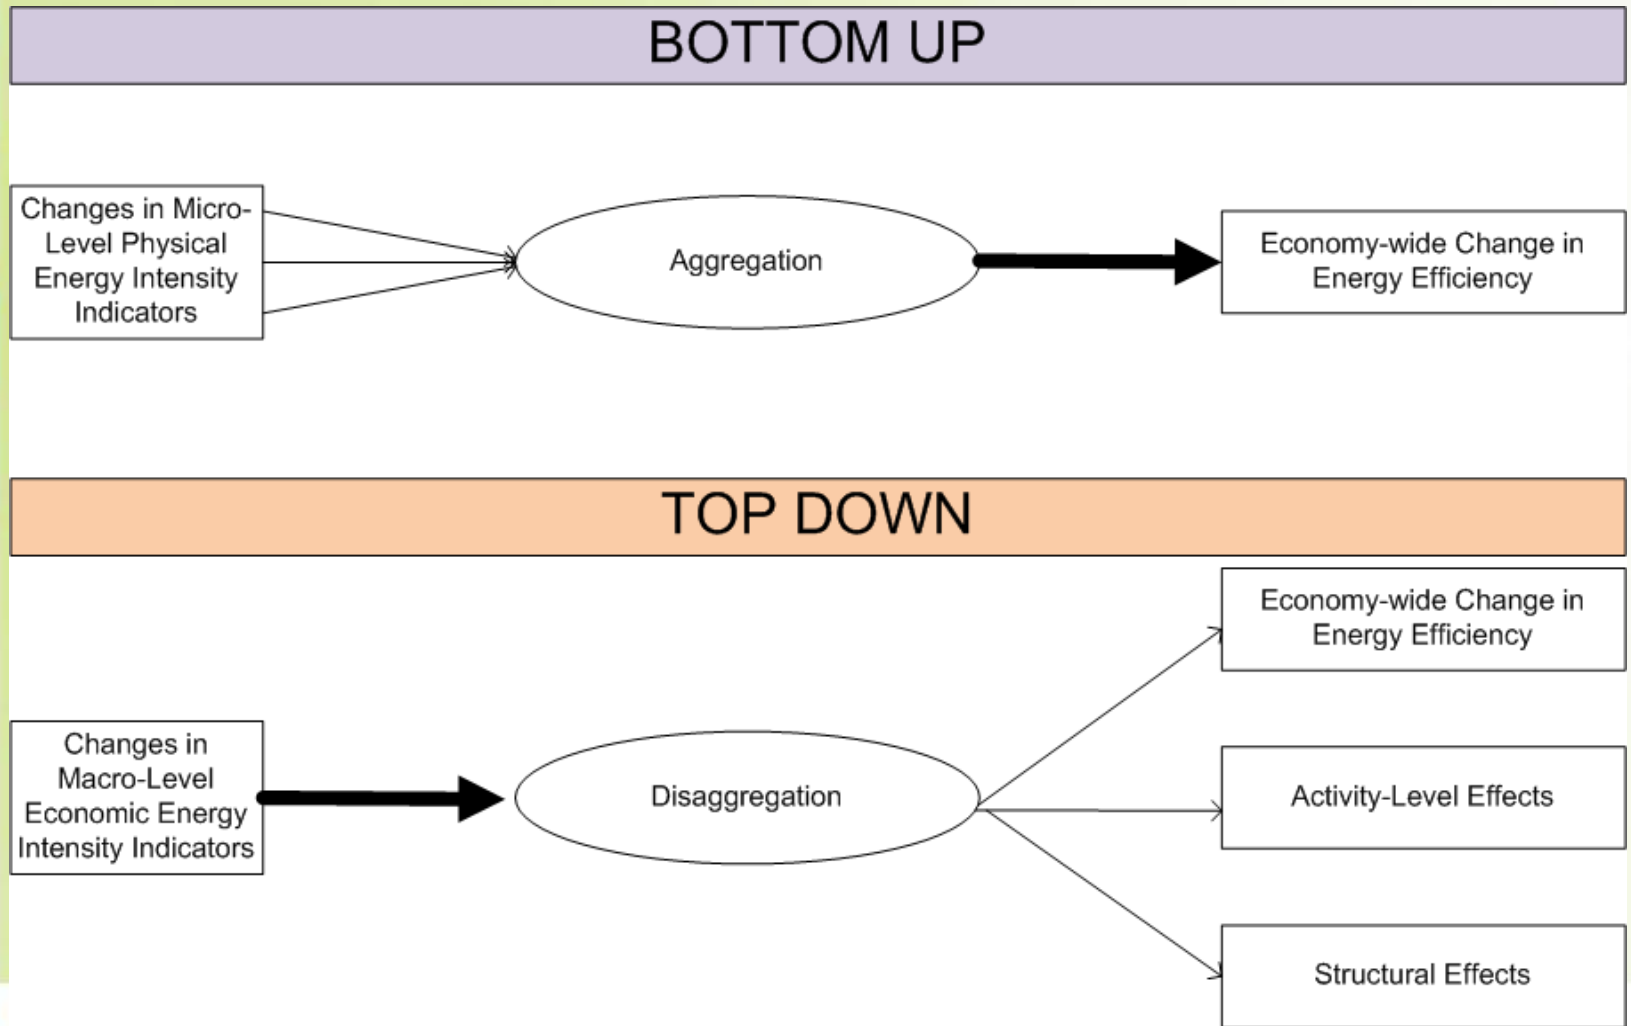 BOTTOM UP
Changes in Micro-
Level Physical
Energy Intensity
Indicators
Aggregation
Economy-wide Change in
Energy Efficiency
TOP DOWN
Changes in
Macro-Level
Economic Energy
Intensity Indicators
Disaggregation
Economy-wide Change in
Energy Efficiency
Activity-Level Effects
Structural Effects